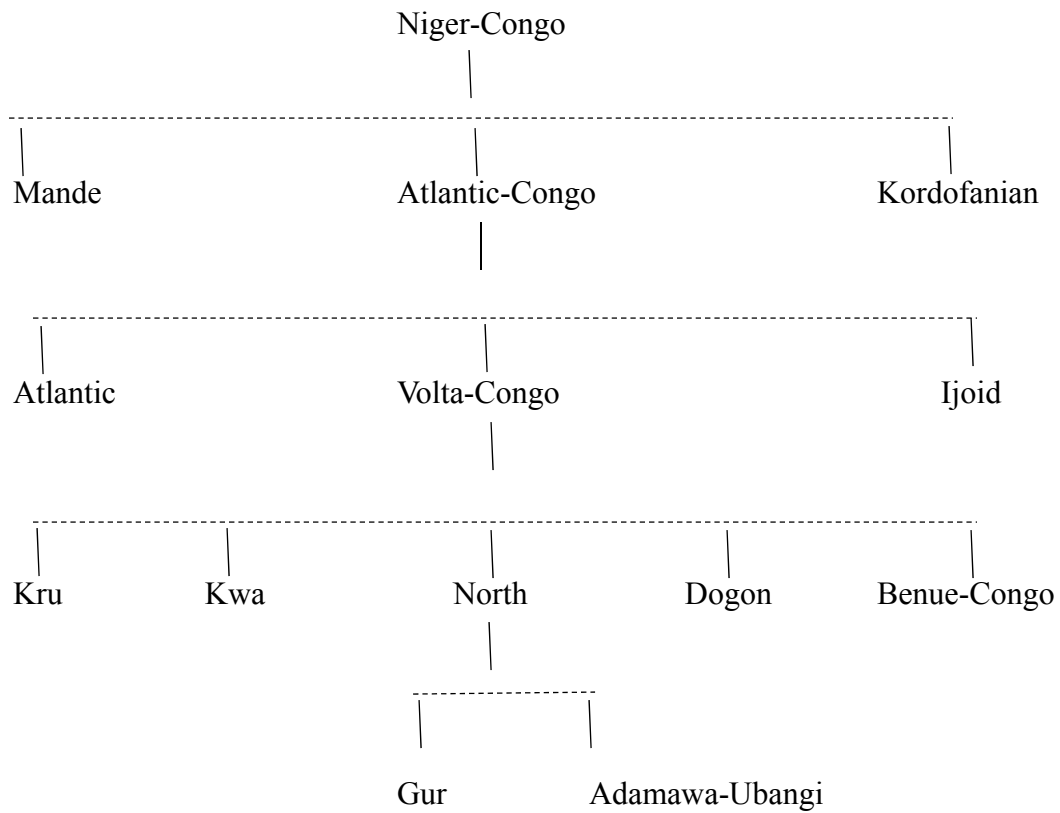 Niger-Congo
Mande Atlantic-Congo Kordofanian
Atlantic Volta-Congo Ijoid
Kru Kwa North Dogon Benue-Congo
Gur Adamawa-Ubangi